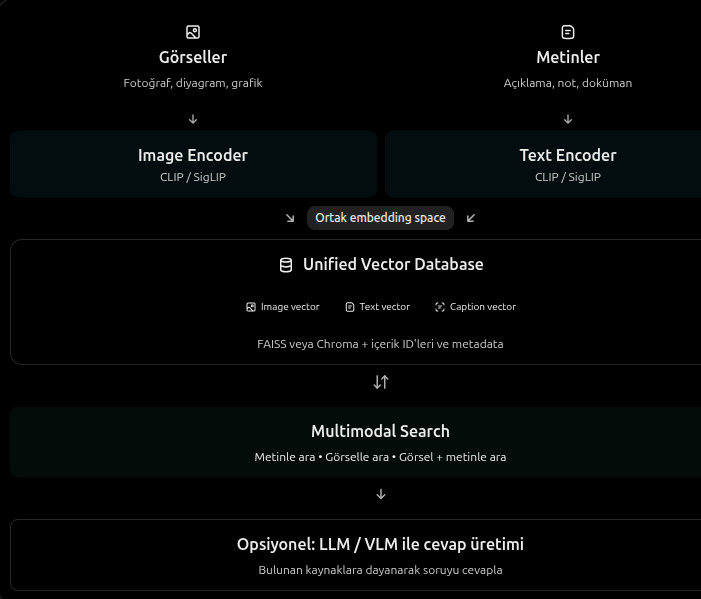 Görseller
Fotoğraf, diyagram, grafik
Metinler
Açıklama, not, doküman
Image Encoder
CLIP / SigLIP
Text Encoder
CLIP / SigLIP
Ortak embedding space
Unified Vector Database
Image vector
Text vector
Caption vector
FAISS veya Chroma + içerik ID'leri ve metadata
Multimodal Search
Metinle ara • Görselle ara • Görsel + metinle ara
Opsiyonel: LLM / VLM ile cevap üretimi
Bulunan kaynaklara dayanarak soruyu cevapla